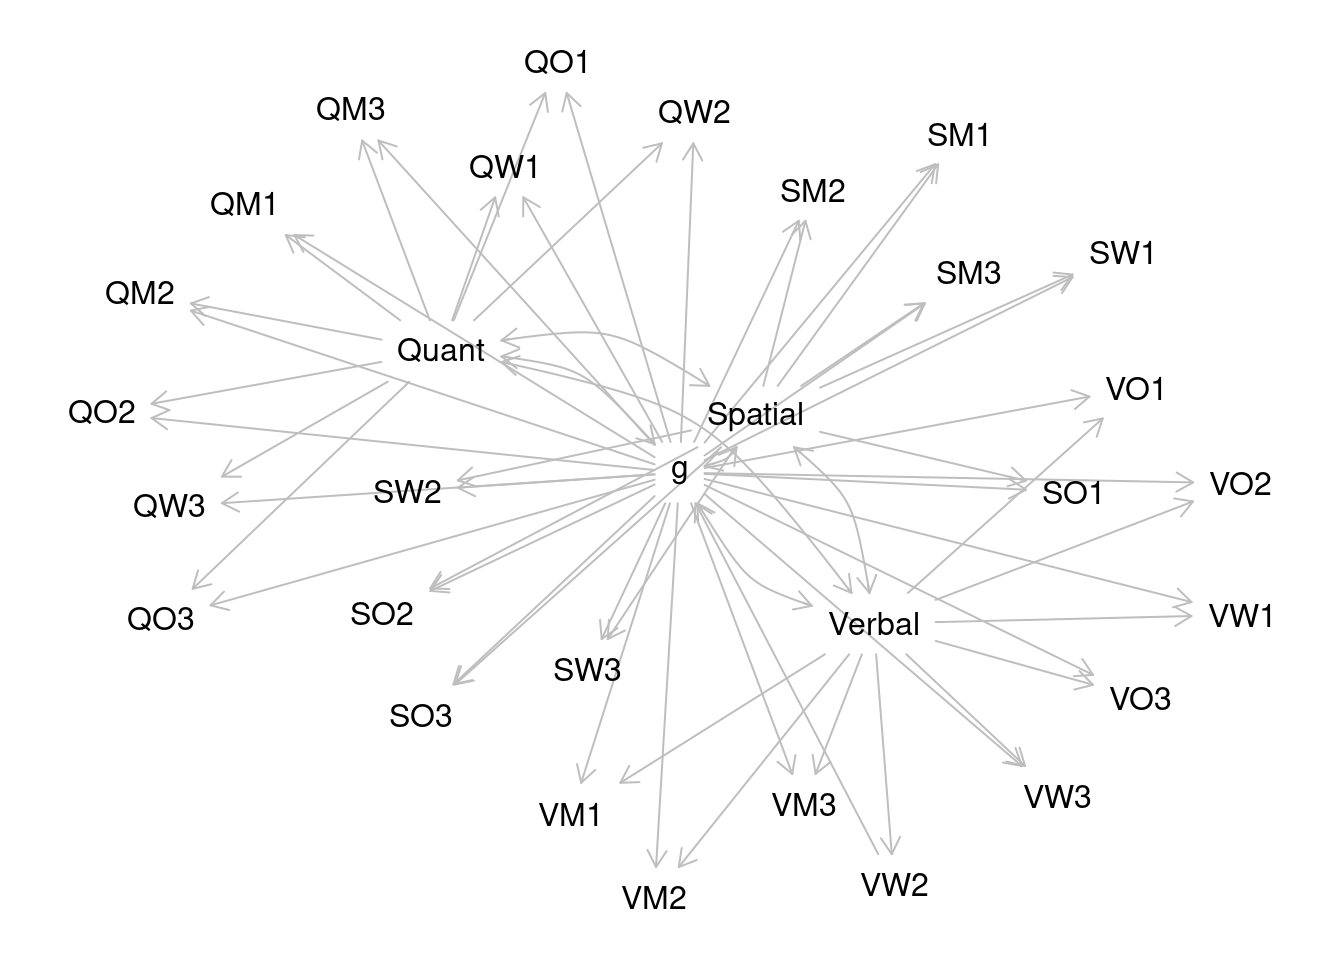 QO1
QM3
QW2
SM1
QW1
SM2
QM1
SW1
SM3
QM2
Quant
VO1
QO2
Spatial
g
SW2
SO1
VO2
QW3
SO2
QO3
VW1
Verbal
SW3
VO3
SO3
VW3
VM3
VM1
VW2
VM2